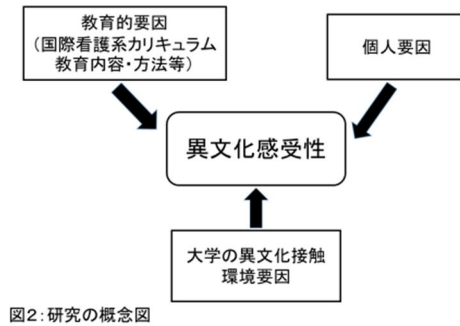 教育的要因
(国際看護系カリキュラム
教育内容・方法等)
個人要因
異文化感受性
大学の異文化接触
環境要因
図2:研究の概念図